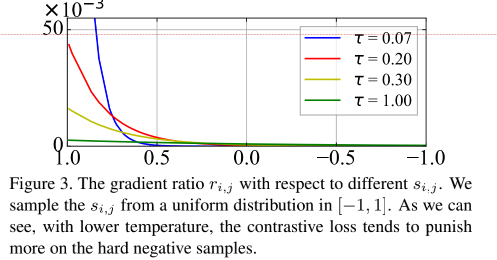 ×10⁻³
50
0
1.0 0.5 0.0 −0.5 −1.0
τ = 0.07
τ = 0.20
τ = 0.30
τ = 1.00
Figure 3. The gradient ratio rᵢ,ⱼ with respect to different sᵢ,ⱼ. We
sample the sᵢ,ⱼ from a uniform distribution in [−1, 1]. As we can
see, with lower temperature, the contrastive loss tends to punish
more on the hard negative samples.